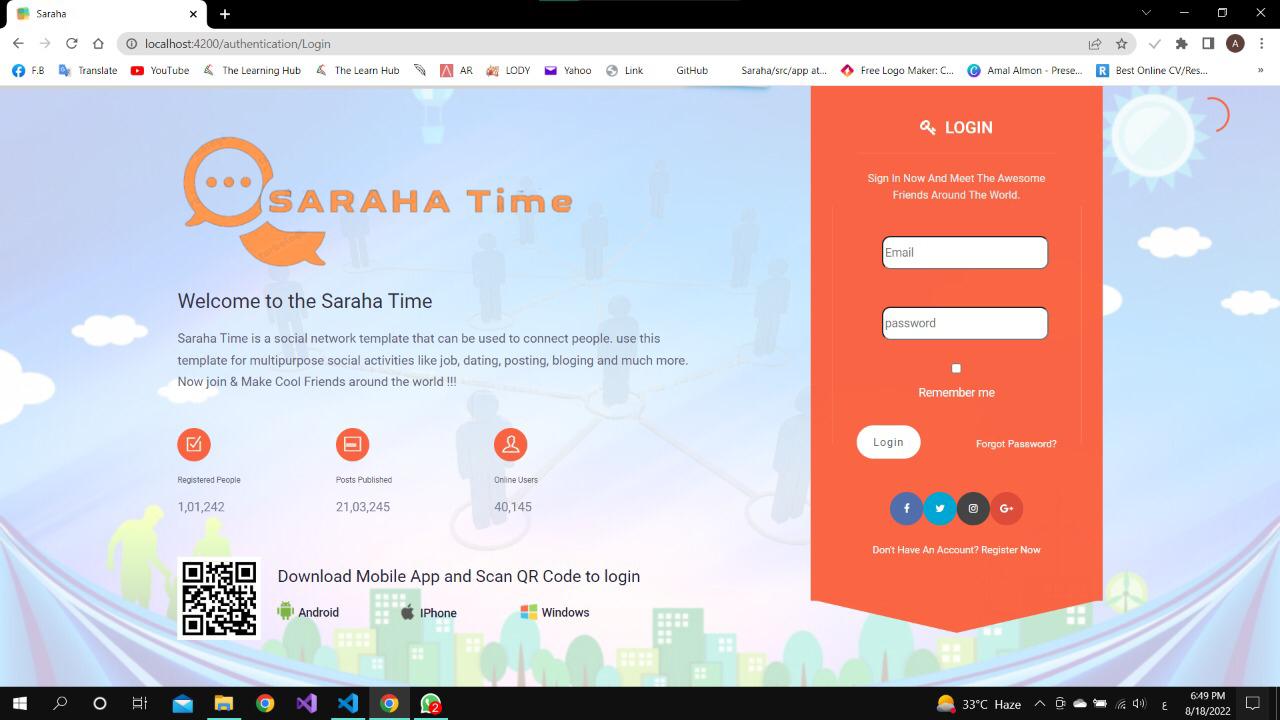 Saraha
localhost:4200/authentication/Login
A
F.B
Translate
YouTube
The Learn Hub
The Learn Hub
AR
LODY
Yahoo
Link
GitHub
Saraha/src/app at...
Free Logo Maker: C...
Amal Almon - Prese...
Best Online CV/Res...
»
SARAHA Time
Welcome to the Saraha Time
Saraha Time is a social network template that can be used to connect people. use this
template for multipurpose social activities like job, dating, posting, bloging and much more.
Now join & Make Cool Friends around the world !!!
Registered People
Posts Published
Online Users
1,01,242
21,03,245
40,145
Download Mobile App and Scan QR Code to login
Android
IPhone
Windows
LOGIN
Sign In Now And Meet The Awesome
Friends Around The World.
Email
password
Remember me
Login
Forgot Password?
Don't Have An Account? Register Now
2
33°C Haze
ع
6:49 PM
8/18/2022